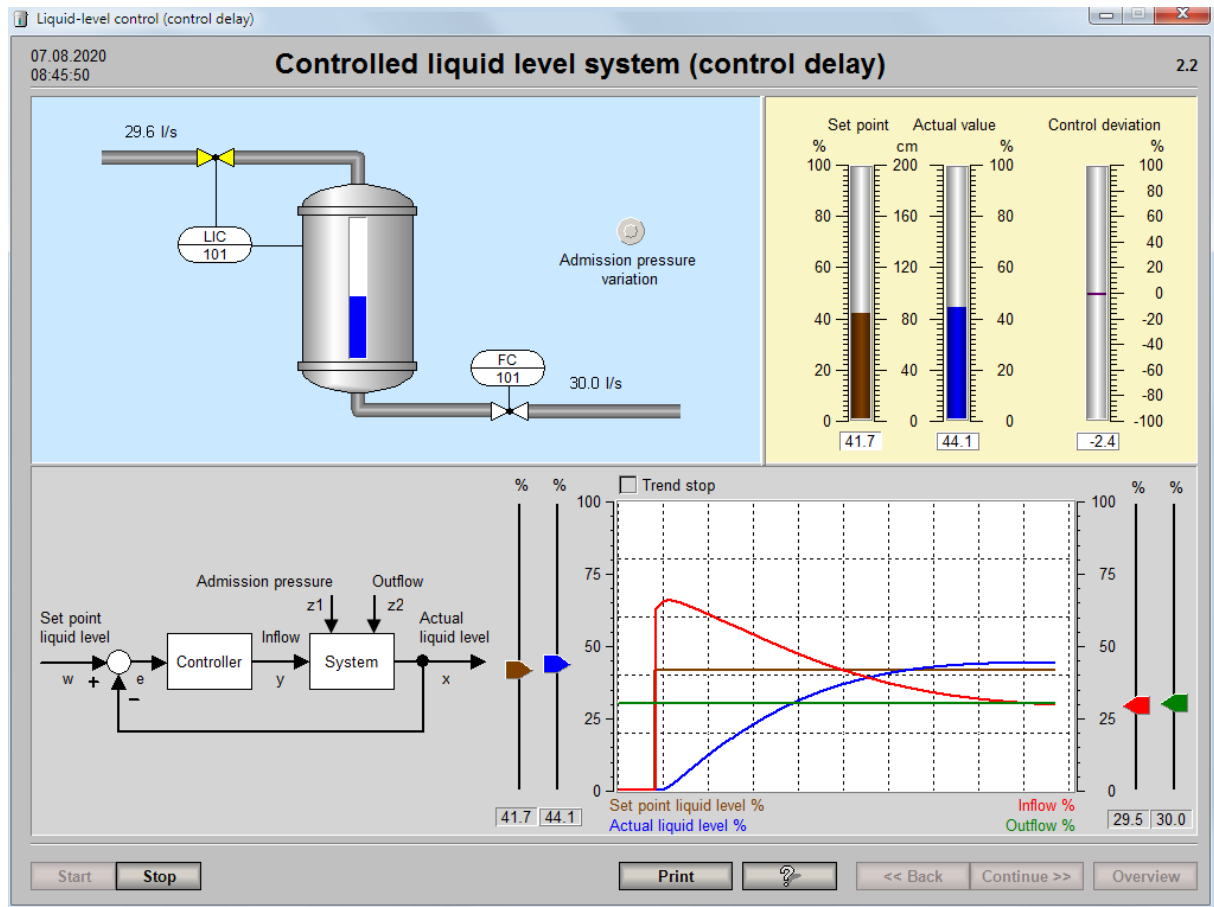 Liquid-level control (control delay)
07.08.2020
08:45:50
Controlled liquid level system (control delay)
2.2
29.6 l/s
LIC
101
Admission pressure
variation
FC
101
30.0 l/s
Set point Actual value Control deviation
% cm % %
100 200 100 100
80
80 160 80 60
40
60 120 60 20
0
40 80 40 -20
-40
20 40 20 -60
-80
0 0 0 -100
41.7 44.1 -2.4
% % Trend stop % %
100 100
75 75
50 50
25 25
0 0
Admission pressure Outflow
z1 z2
Set point
liquid level
Actual
liquid level
Inflow
Controller System
w + e y x
−
41.7 44.1
Set point liquid level % Inflow %
Actual liquid level % Outflow %
29.5 30.0
Start Stop Print ? << Back Continue >> Overview